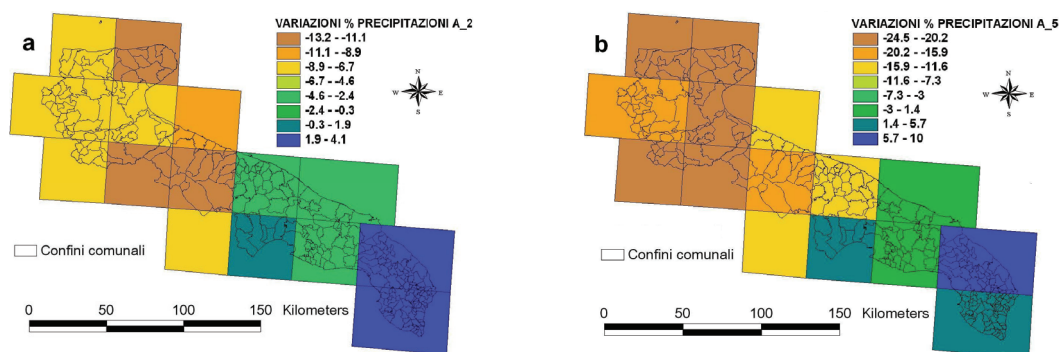 a
VARIAZIONI % PRECIPITAZIONI A_2
-13.2 - -11.1
-11.1 - -8.9
-8.9 - -6.7
-6.7 - -4.6
-4.6 - -2.4
-2.4 - -0.3
-0.3 - 1.9
1.9 - 4.1
N
W E
S
Confini comunali
0 50 100 150 Kilometers
b
VARIAZIONI % PRECIPITAZIONI A_5
-24.5 - -20.2
-20.2 - -15.9
-15.9 - -11.6
-11.6 - -7.3
-7.3 - -3
-3 - 1.4
1.4 - 5.7
5.7 - 10
N
W E
S
Confini comunali
0 50 100 150 Kilometers